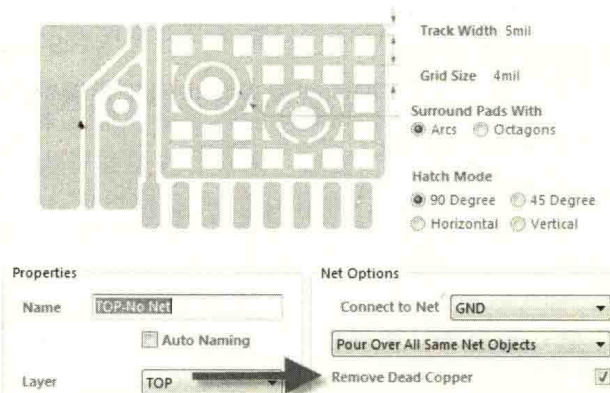 Track Width 5mil
Grid Size 4mil
Surround Pads With
Arcs Octagons
Hatch Mode
90 Degree 45 Degree
Horizontal Vertical
Properties
Name TOP-No Net
Auto Naming
Layer TOP
Net Options
Connect to Net GND
Pour Over All Same Net Objects
Remove Dead Copper